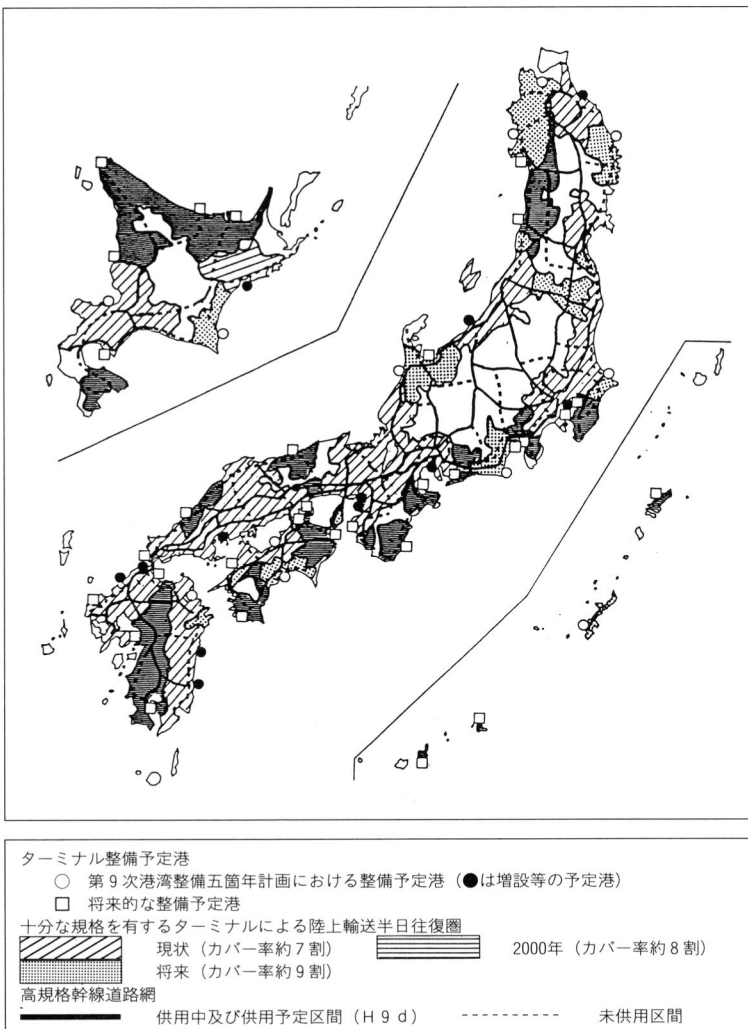 ターミナル整備予定港
○ 第9次港湾整備五箇年計画における整備予定港（●は増設等の予定港）
□ 将来的な整備予定港
十分な規格を有するターミナルによる陸上輸送半日往復圏
現状（カバー率約7割） 2000年（カバー率約8割）
将来（カバー率約9割）
高規格幹線道路網
供用中及び供用予定区間（H9d） 未供用区間